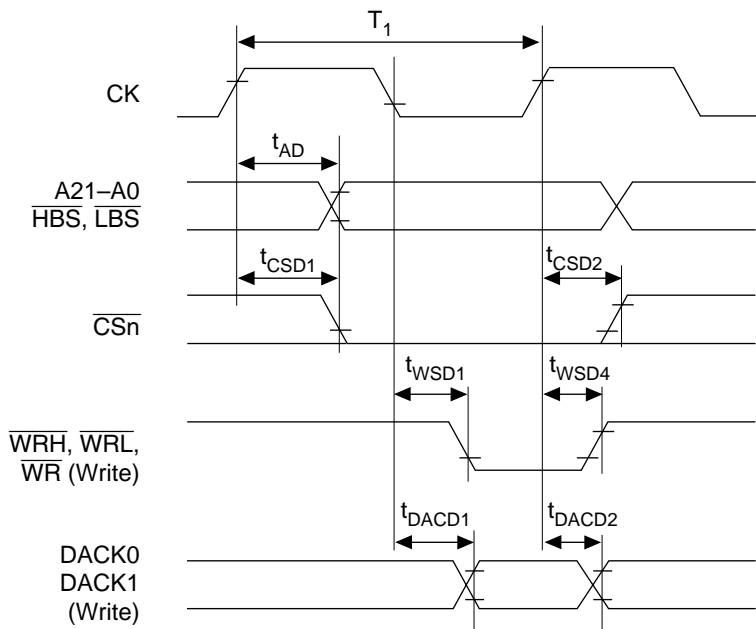 T1
CK
tAD
A21–A0
HBS, LBS
tCSD1
tCSD2
CSn
tWSD1
tWSD4
WRH, WRL,
WR (Write)
tDACD1
tDACD2
DACK0
DACK1
(Write)